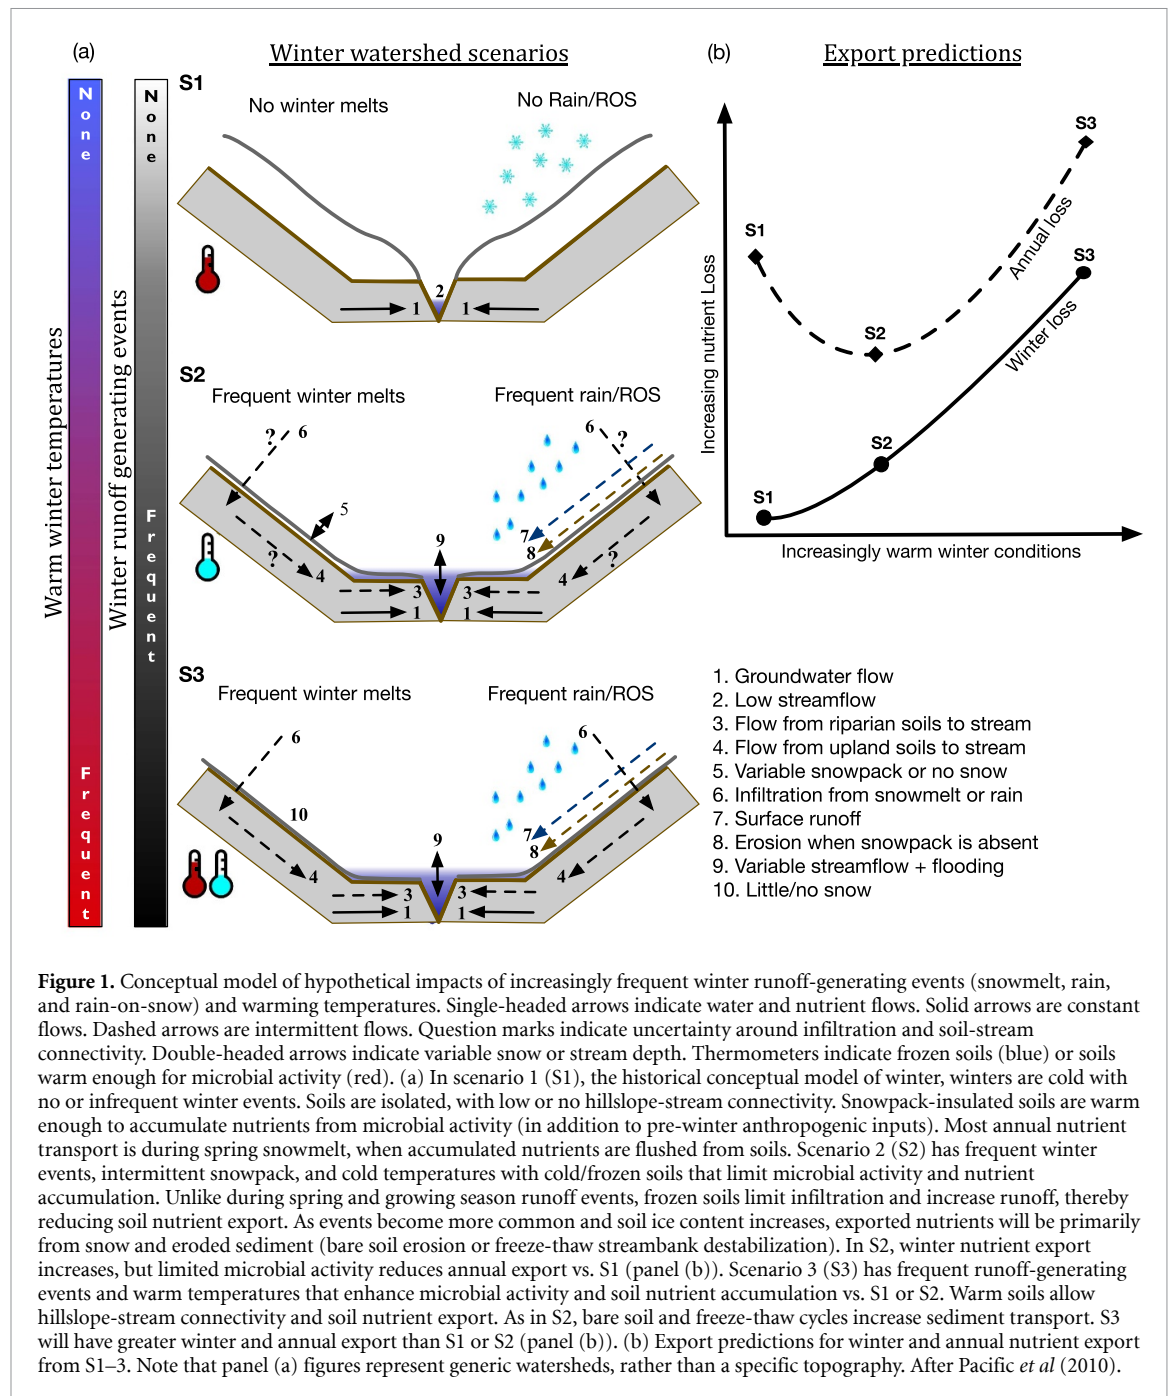 (a)
Winter watershed scenarios
(b)
Export predictions
Warm winter temperatures
None
Frequent
Winter runoff generating events
None
Frequent
S1
No winter melts
No Rain/ROS
2
1
1
S2
Frequent winter melts
Frequent rain/ROS
?
6
6
?
5
7
8
9
?
4
4
?
3
3
1
1
S3
Frequent winter melts
Frequent rain/ROS
6
6
10
7
8
9
4
4
3
3
1
1
Increasing nutrient Loss
S1
S2
S3
Annual loss
S1
S2
S3
Winter loss
Increasingly warm winter conditions
1. Groundwater flow
2. Low streamflow
3. Flow from riparian soils to stream
4. Flow from upland soils to stream
5. Variable snowpack or no snow
6. Infiltration from snowmelt or rain
7. Surface runoff
8. Erosion when snowpack is absent
9. Variable streamflow + flooding
10. Little/no snow
Figure 1. Conceptual model of hypothetical impacts of increasingly frequent winter runoff-generating events (snowmelt, rain,
and rain-on-snow) and warming temperatures. Single-headed arrows indicate water and nutrient flows. Solid arrows are constant
flows. Dashed arrows are intermittent flows. Question marks indicate uncertainty around infiltration and soil-stream
connectivity. Double-headed arrows indicate variable snow or stream depth. Thermometers indicate frozen soils (blue) or soils
warm enough for microbial activity (red). (a) In scenario 1 (S1), the historical conceptual model of winter, winters are cold with
no or infrequent winter events. Soils are isolated, with low or no hillslope-stream connectivity. Snowpack-insulated soils are warm
enough to accumulate nutrients from microbial activity (in addition to pre-winter anthropogenic inputs). Most annual nutrient
transport is during spring snowmelt, when accumulated nutrients are flushed from soils. Scenario 2 (S2) has frequent winter
events, intermittent snowpack, and cold temperatures with cold/frozen soils that limit microbial activity and nutrient
accumulation. Unlike during spring and growing season runoff events, frozen soils limit infiltration and increase runoff, thereby
reducing soil nutrient export. As events become more common and soil ice content increases, exported nutrients will be primarily
from snow and eroded sediment (bare soil erosion or freeze-thaw streambank destabilization). In S2, winter nutrient export
increases, but limited microbial activity reduces annual export vs. S1 (panel (b)). Scenario 3 (S3) has frequent runoff-generating
events and warm temperatures that enhance microbial activity and soil nutrient accumulation vs. S1 or S2. Warm soils allow
hillslope-stream connectivity and soil nutrient export. As in S2, bare soil and freeze-thaw cycles increase sediment transport. S3
will have greater winter and annual export than S1 or S2 (panel (b)). (b) Export predictions for winter and annual nutrient export
from S1–3. Note that panel (a) figures represent generic watersheds, rather than a specific topography. After Pacific et al (2010).